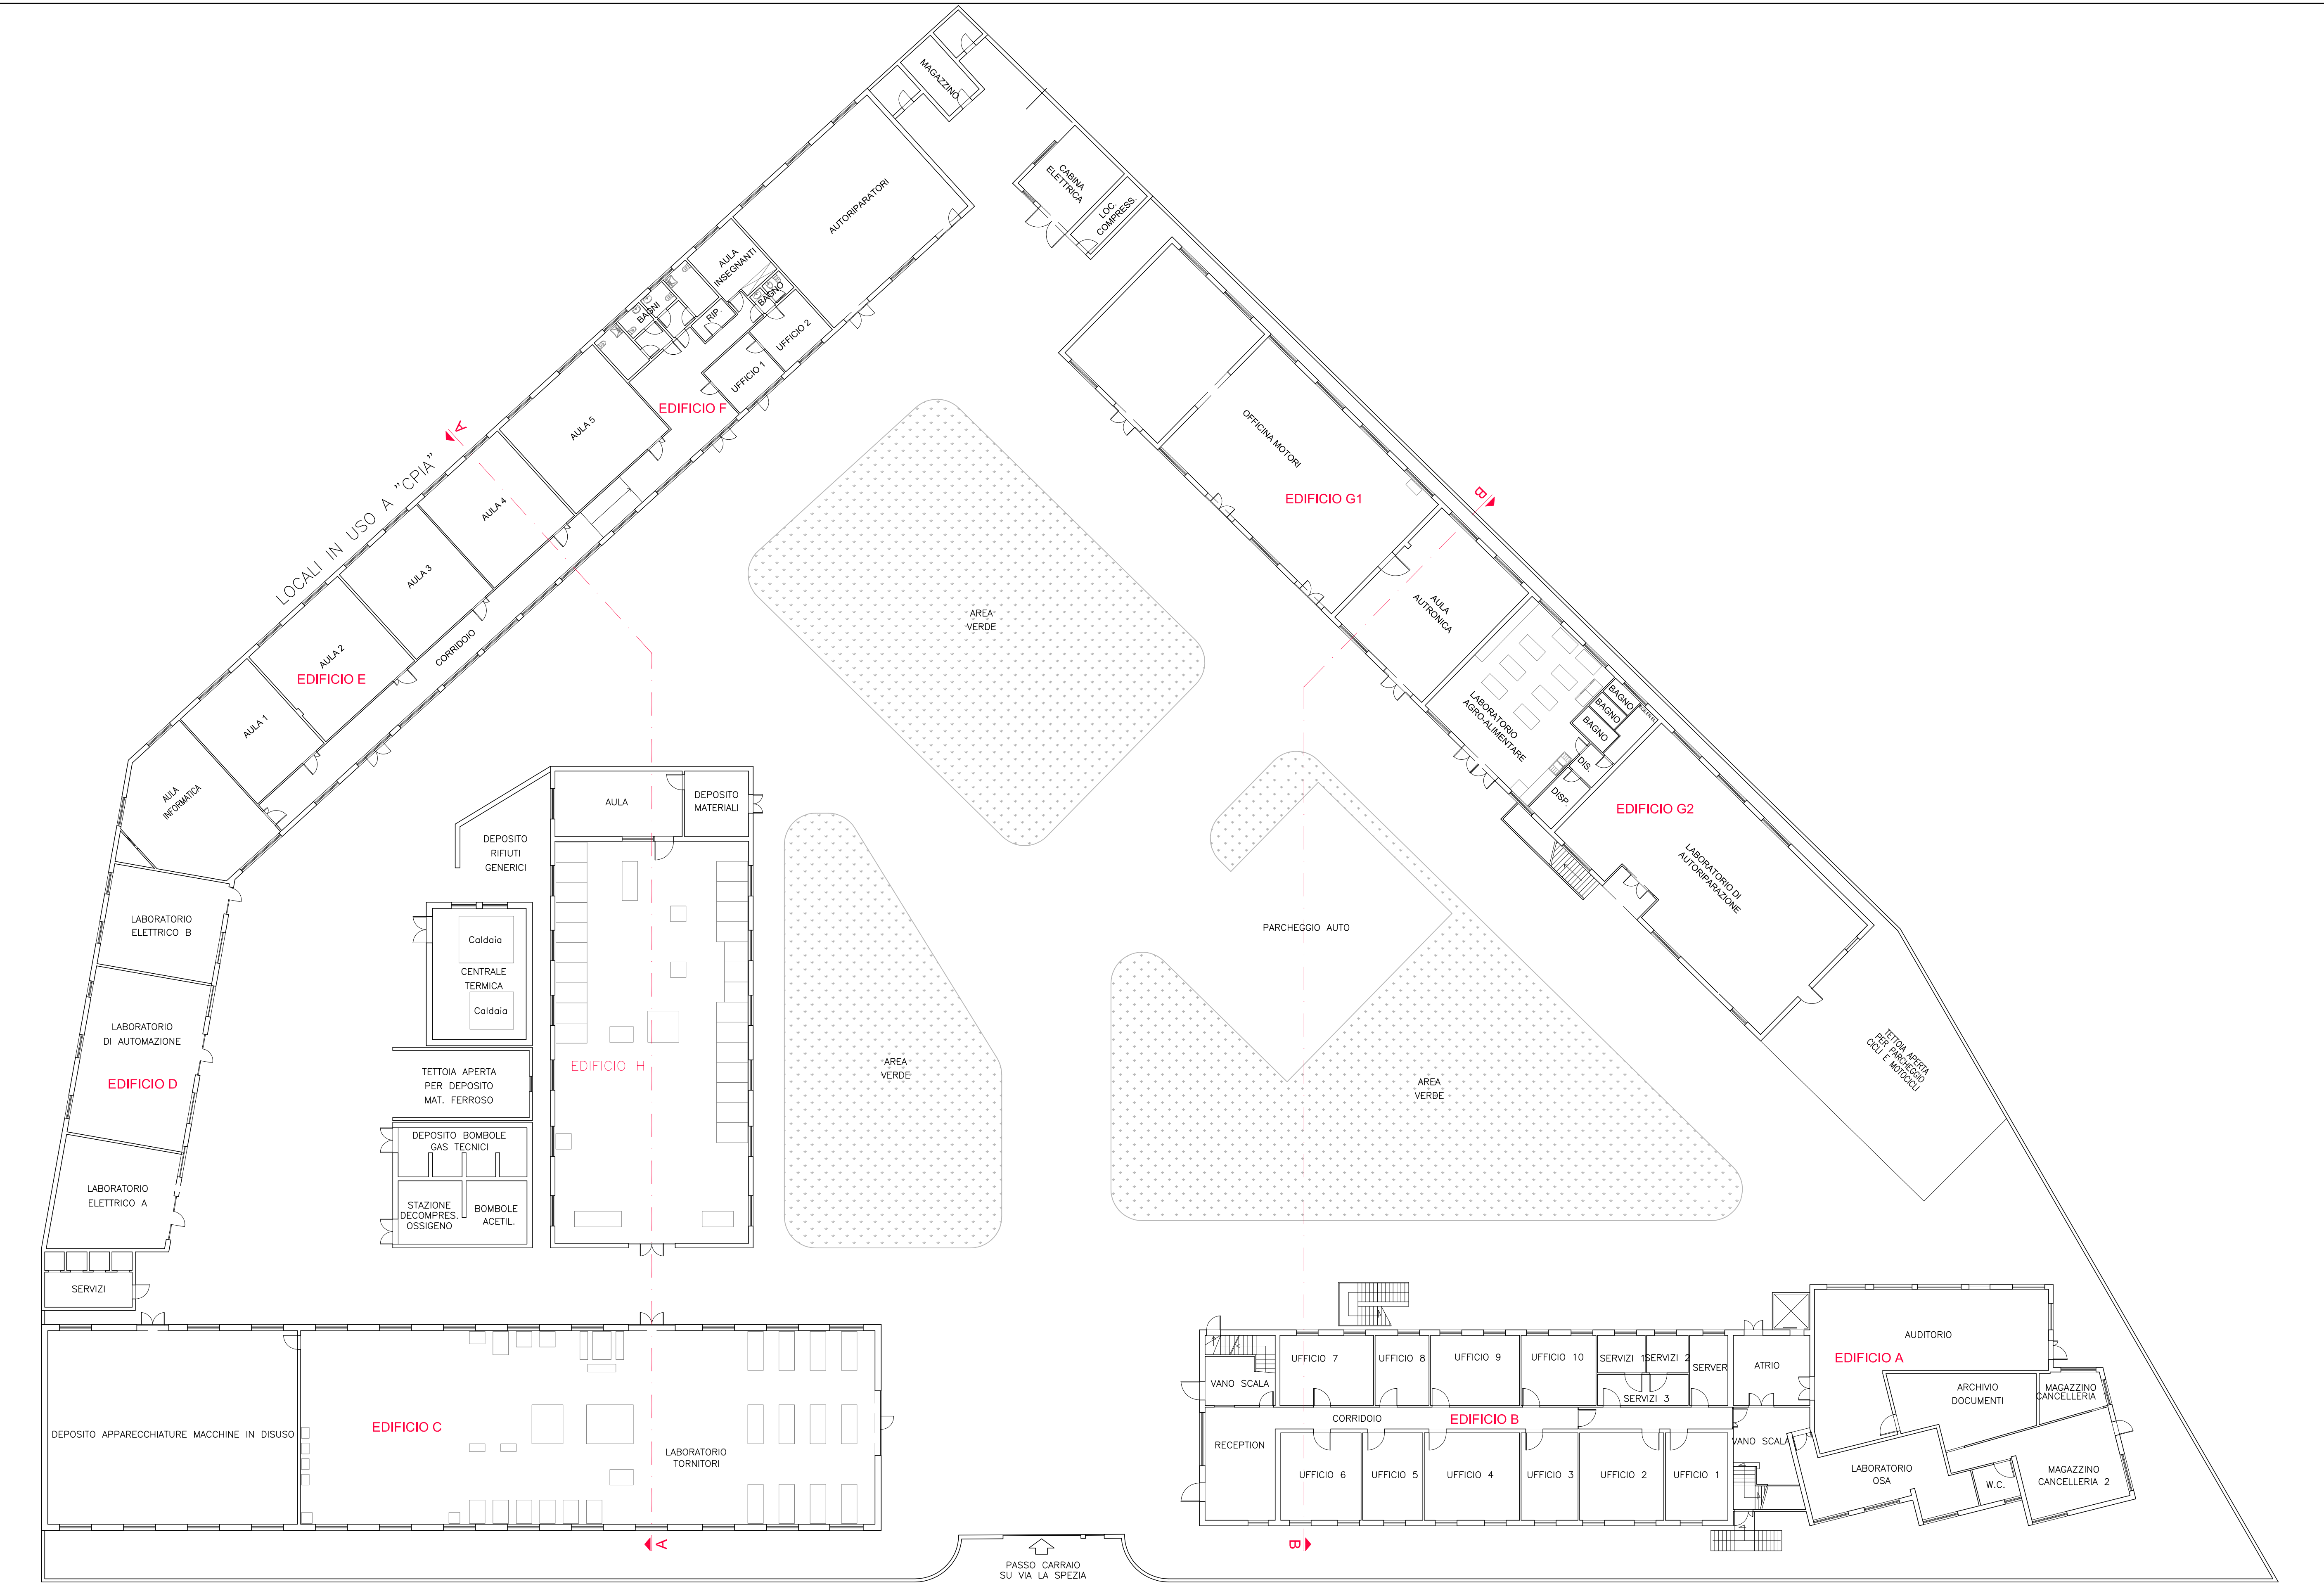 MAGAZZINO
CABINA
ELETTRICA
LOC.
COMPRESS.
AUTORIPARATORI
AULA
INSEGNANTI
BAGNO
BAGNI
RIP.
UFFICIO 2
UFFICIO 1
EDIFICIO F
AULA 5
A
LOCALI IN USO A "CPIA"
AULA 4
AULA 3
AULA 2
EDIFICIO E
CORRIDOIO
AULA 1
AULA
INFORMATICA
OFFICINA MOTORI
EDIFICIO G1
B
AULA
AUTRONICA
LABORATORIO
AGRO-ALIMENTARE
BAGNO
BAGNO
BAGNO
DIS.
DISP.
EDIFICIO G2
LABORATORIO DI
AUTORIPARAZIONE
AREA
VERDE
AULA
DEPOSITO
MATERIALI
DEPOSITO
RIFIUTI
GENERICI
LABORATORIO
ELETTRICO B
Caldaia
CENTRALE
TERMICA
Caldaia
PARCHEGGIO AUTO
LABORATORIO
DI AUTOMAZIONE
EDIFICIO D
TETTOIA APERTA
PER DEPOSITO
MAT. FERROSO
EDIFICIO H
AREA
VERDE
AREA
VERDE
TETTOIA APERTA
PER PARCHEGGIO
CICLI E MOTOCICLI
DEPOSITO BOMBOLE
GAS TECNICI
LABORATORIO
ELETTRICO A
STAZIONE
DECOMPRES.
OSSIGENO
BOMBOLE
ACETIL.
SERVIZI
DEPOSITO APPARECCHIATURE MACCHINE IN DISUSO
EDIFICIO C
LABORATORIO
TORNITORI
A
VANO SCALA
UFFICIO 7
UFFICIO 8
UFFICIO 9
UFFICIO 10
SERVIZI 1
SERVIZI 2
SERVIZI 3
SERVER
ATRIO
AUDITORIO
EDIFICIO A
ARCHIVIO
DOCUMENTI
MAGAZZINO
CANCELLERIA 1
CORRIDOIO
EDIFICIO B
RECEPTION
VANO SCALA
UFFICIO 6
UFFICIO 5
UFFICIO 4
UFFICIO 3
UFFICIO 2
UFFICIO 1
LABORATORIO
OSA
W.C.
MAGAZZINO
CANCELLERIA 2
B
PASSO CARRAIO
SU VIA LA SPEZIA